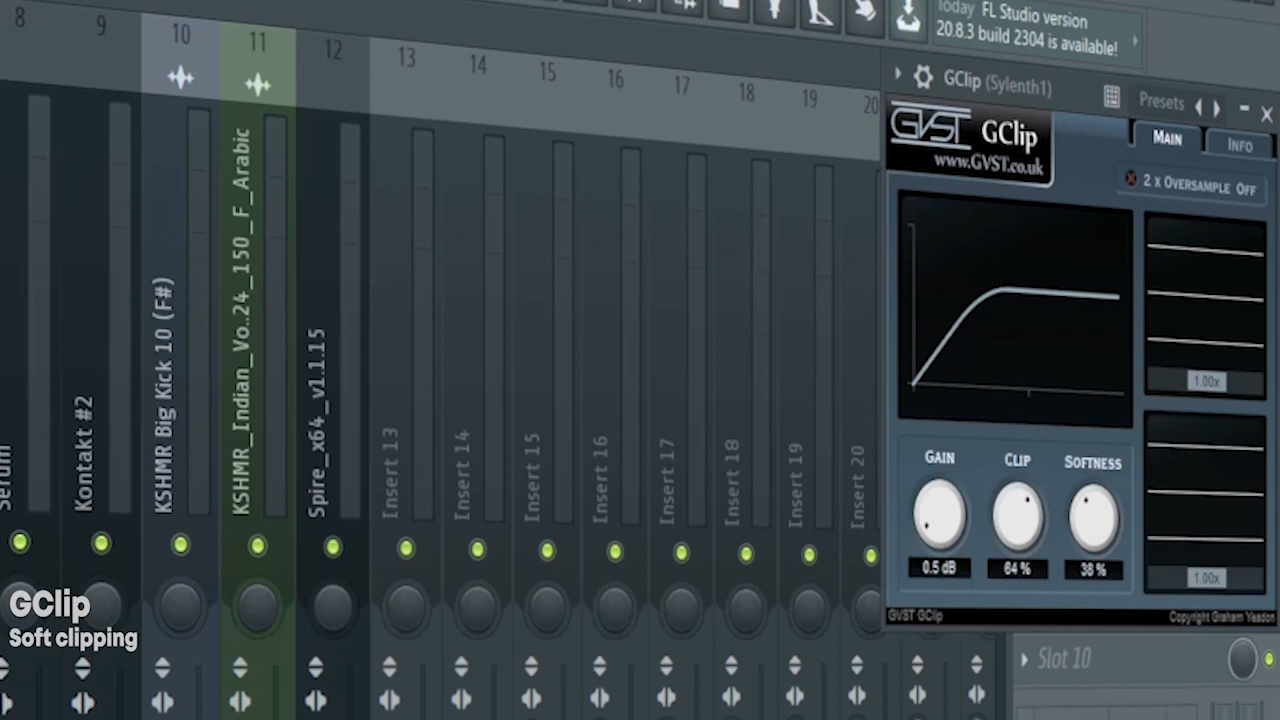 Today FL Studio version
20.8.3 build 2304 is available!
8 9 10 11 12 13 14 15 16 17 18 19 20
GClip (Sylenth1)
Presets
GVST GClip
www.GVST.co.uk
MAIN
INFO
2 x OVERSAMPLE OFF
1.00x
1.00x
GAIN CLIP SOFTNESS
0.5 dB 64 % 38 %
GVST GClip
Copyright Graham Yeadon
Serum
Kontakt #2
KSHMR Big Kick 10 (F#)
KSHMR_Indian_Vo..24_150_F_Arabic
Spire_x64_v1.1.15
Insert 13
Insert 14
Insert 15
Insert 16
Insert 17
Insert 18
Insert 19
Insert 20
GClip
Soft clipping
Slot 10